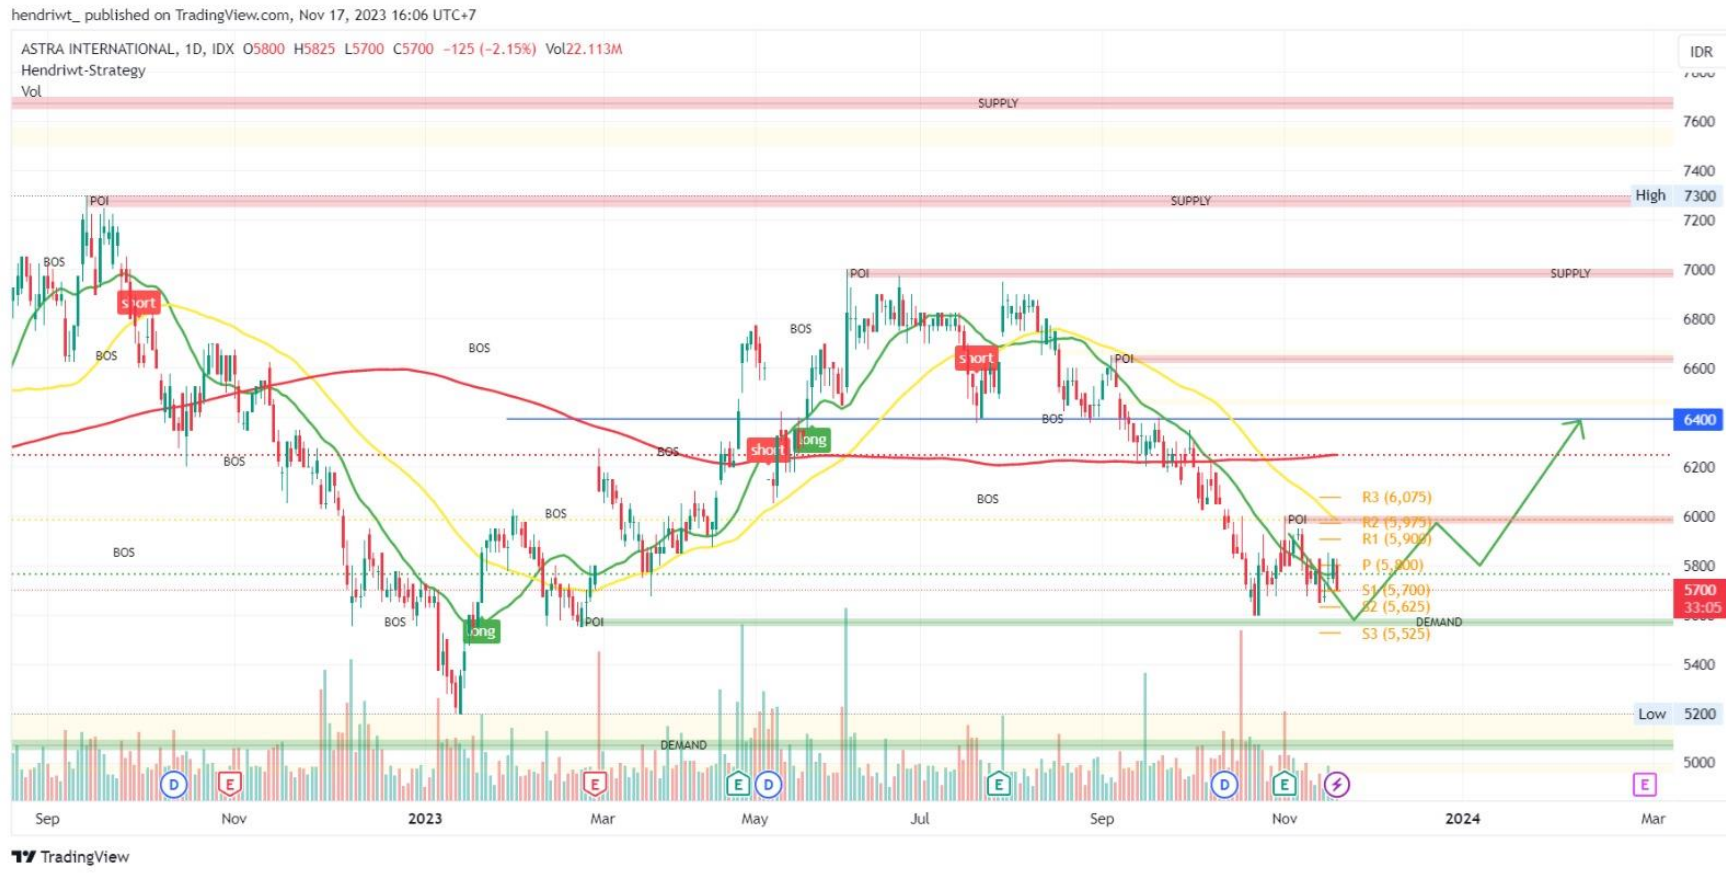 hendriwt_ published on TradingView.com, Nov 17, 2023 16:06 UTC+7
ASTRA INTERNATIONAL, 1D, IDX O5800 H5825 L5700 C5700 −125 (−2.15%) Vol22.113M
IDR
Hendriwt-Strategy
Vol
7800
SUPPLY
7600
7400
POI
SUPPLY
High 7300
7200
BOS
POI
SUPPLY
7000
short
6800
BOS
BOS
BOS
short
POI
6600
BOS
6400
long
short
BOS
BOS
6200
BOS
R3 (6,075)
BOS
POI
6000
R2 (5,975)
R1 (5,900)
BOS
P (5,800)
5800
S1 (5,700)
5700
S2 (5,625)
33:05
BOS
POI
DEMAND
5600
long
S3 (5,525)
5400
Low 5200
DEMAND
5000
D E E E D E D E E
Sep Nov 2023 Mar May Jul Sep Nov 2024 Mar
TradingView